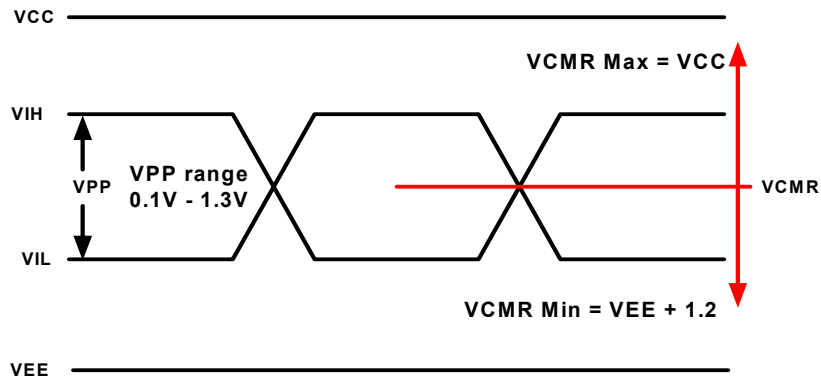 VCC
VCMR Max = VCC
VIH
VPP
VPP range
0.1V - 1.3V
VCMR
VIL
VCMR Min = VEE + 1.2
VEE